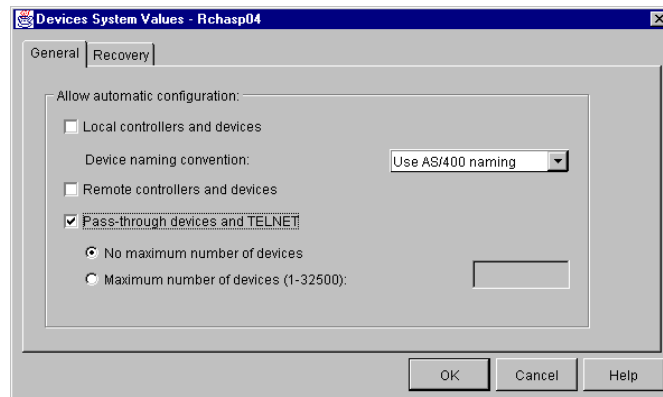 Devices System Values - Rchasp04
General Recovery
Allow automatic configuration:
Local controllers and devices
Device naming convention: Use AS/400 naming
Remote controllers and devices
Pass-through devices and TELNET
No maximum number of devices
Maximum number of devices (1-32500):
OK Cancel Help